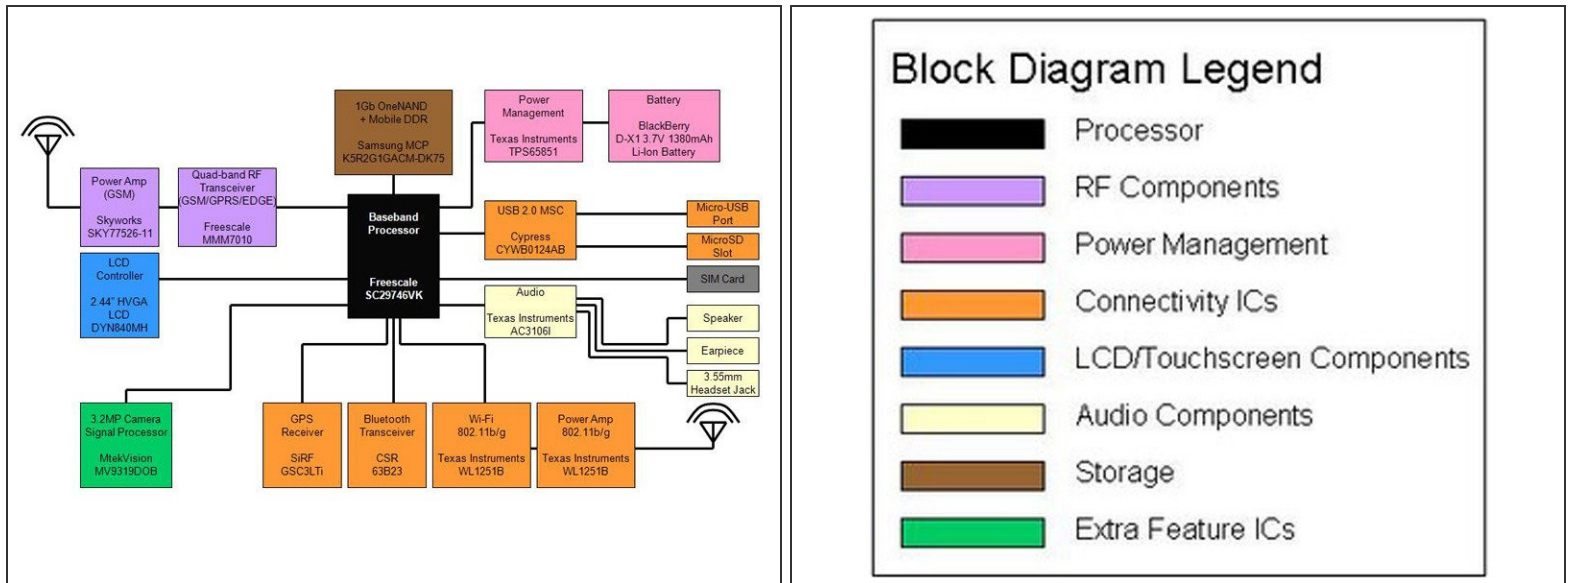 1Gb OneNAND
+ Mobile DDR
Samsung MCP
K5R2G1GACM-DK75
Power
Management
Texas Instruments
TPS65851
Battery
BlackBerry
D-X1 3.7V 1380mAh
Li-Ion Battery
Power Amp
(GSM)
Skyworks
SKY77526-11
Quad-band RF
Transceiver
(GSM/GPRS/EDGE)
Freescale
MMM7010
Baseband
Processor
Freescale
SC29746VK
USB 2.0 MSC
Cypress
CYWB0124AB
Micro-USB
Port
MicroSD
Slot
LCD
Controller
2.44" HVGA
LCD
DYN840MH
SIM Card
Audio
Texas Instruments
AC3106I
Speaker
Earpiece
3.55mm
Headset Jack
3.2MP Camera
Signal Processor
MtekVision
MV9319DOB
GPS
Receiver
SiRF
GSC3LTi
Bluetooth
Transceiver
CSR
63B23
Wi-Fi
802.11b/g
Texas Instruments
WL1251B
Power Amp
802.11b/g
Texas Instruments
WL1251B
Block Diagram Legend
Processor
RF Components
Power Management
Connectivity ICs
LCD/Touchscreen Components
Audio Components
Storage
Extra Feature ICs